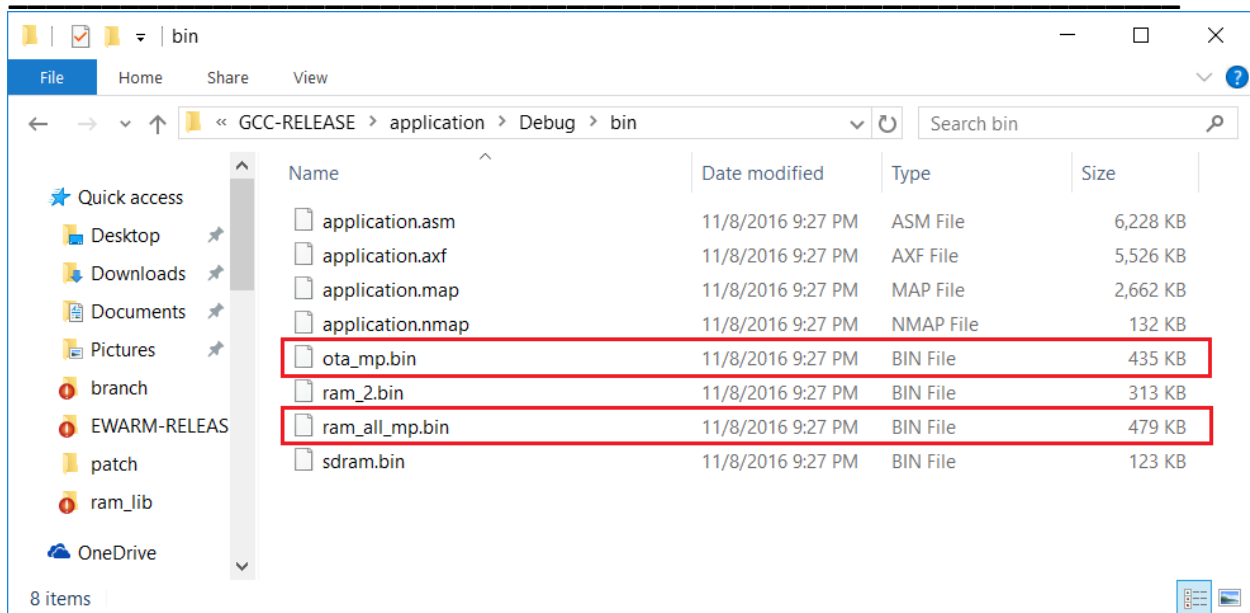 bin
File Home Share View
« GCC-RELEASE > application > Debug > bin Search bin
Name Date modified Type Size
Quick access
Desktop
Downloads
Documents
Pictures
branch
EWARM-RELEAS
patch
ram_lib
OneDrive
application.asm 11/8/2016 9:27 PM ASM File 6,228 KB
application.axf 11/8/2016 9:27 PM AXF File 5,526 KB
application.map 11/8/2016 9:27 PM MAP File 2,662 KB
application.nmap 11/8/2016 9:27 PM NMAP File 132 KB
ota_mp.bin 11/8/2016 9:27 PM BIN File 435 KB
ram_2.bin 11/8/2016 9:27 PM BIN File 313 KB
ram_all_mp.bin 11/8/2016 9:27 PM BIN File 479 KB
sdram.bin 11/8/2016 9:27 PM BIN File 123 KB
8 items